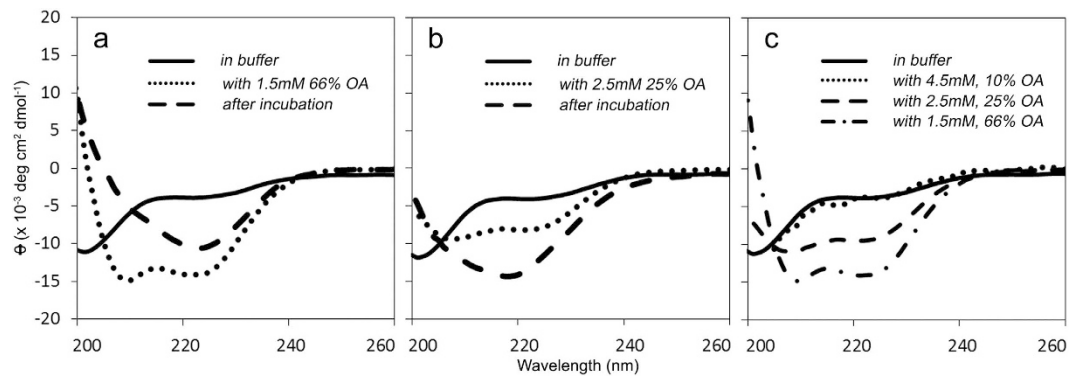 a
in buffer
with 1.5mM 66% OA
after incubation
b
in buffer
with 2.5mM 25% OA
after incubation
c
in buffer
with 4.5mM, 10% OA
with 2.5mM, 25% OA
with 1.5mM, 66% OA
Φ (x 10⁻³ deg cm² dmol⁻¹)
20
15
10
5
0
-5
-10
-15
-20
200 220 240 260
200 220 240 260
200 220 240 260
Wavelength (nm)